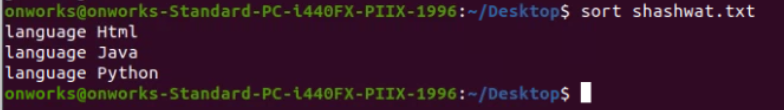 onworks@onworks-Standard-PC-i440FX-PIIX-1996:~/Desktop$ sort shashwat.txt
language Html
language Java
language Python
onworks@onworks-Standard-PC-i440FX-PIIX-1996:~/Desktop$